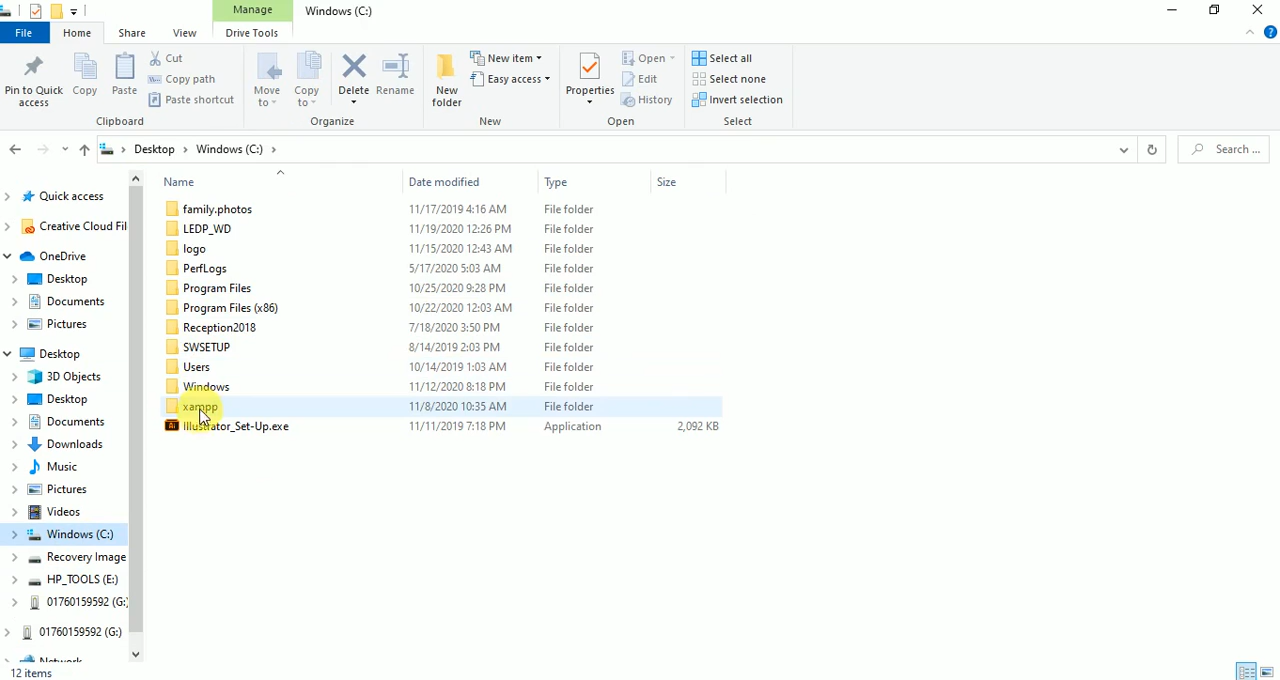 Manage Windows (C:)
File Home Share View Drive Tools
Pin to Quick access Copy Paste Cut Copy path Paste shortcut Move to Copy to Delete Rename New folder New item Easy access Properties Open Edit History Select all Select none Invert selection
Clipboard Organize New Open Select
Desktop Windows (C:) Search ...
Name Date modified Type Size
Quick access
Creative Cloud Fil
OneDrive
Desktop
Documents
Pictures
Desktop
3D Objects
Desktop
Documents
Downloads
Music
Pictures
Videos
Windows (C:)
Recovery Image
HP_TOOLS (E:)
01760159592 (G:)
01760159592 (G:)
Network
family.photos 11/17/2019 4:16 AM File folder
LEDP_WD 11/19/2020 12:26 PM File folder
logo 11/15/2020 12:43 AM File folder
PerfLogs 5/17/2020 5:03 AM File folder
Program Files 10/25/2020 9:28 PM File folder
Program Files (x86) 10/22/2020 12:03 AM File folder
Reception2018 7/18/2020 3:50 PM File folder
SWSETUP 8/14/2019 2:03 PM File folder
Users 10/14/2019 1:03 AM File folder
Windows 11/12/2020 8:18 PM File folder
xampp 11/8/2020 10:35 AM File folder
Illustrator_Set-Up.exe 11/11/2019 7:18 PM Application 2,092 KB
12 items